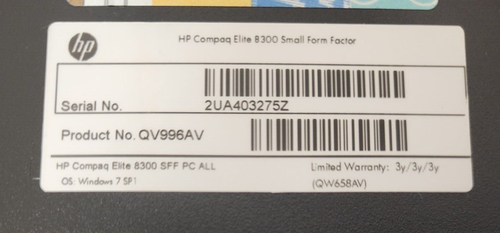 hp
HP Compaq Elite 8300 Small Form Factor
Serial No. 2UA403275Z
Product No. QV996AV
HP Compaq Elite 8300 SFF PC ALL Limited Warranty: 3y/3y/3y
OS: Windows 7 SP1 (QW658AV)